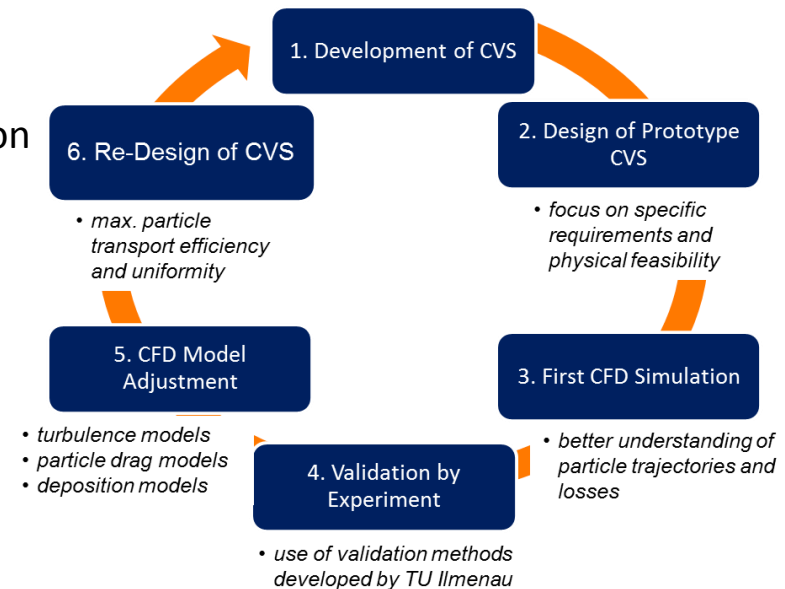 1. Development of CVS
on
2. Design of Prototype
CVS
• focus on specific
requirements and
physical feasibility
3. First CFD Simulation
• better understanding of
particle trajectories and
losses
4. Validation by
Experiment
• use of validation methods
developed by TU Ilmenau
5. CFD Model
Adjustment
• turbulence models
• particle drag models
• deposition models
6. Re-Design of CVS
• max. particle
transport efficiency
and uniformity